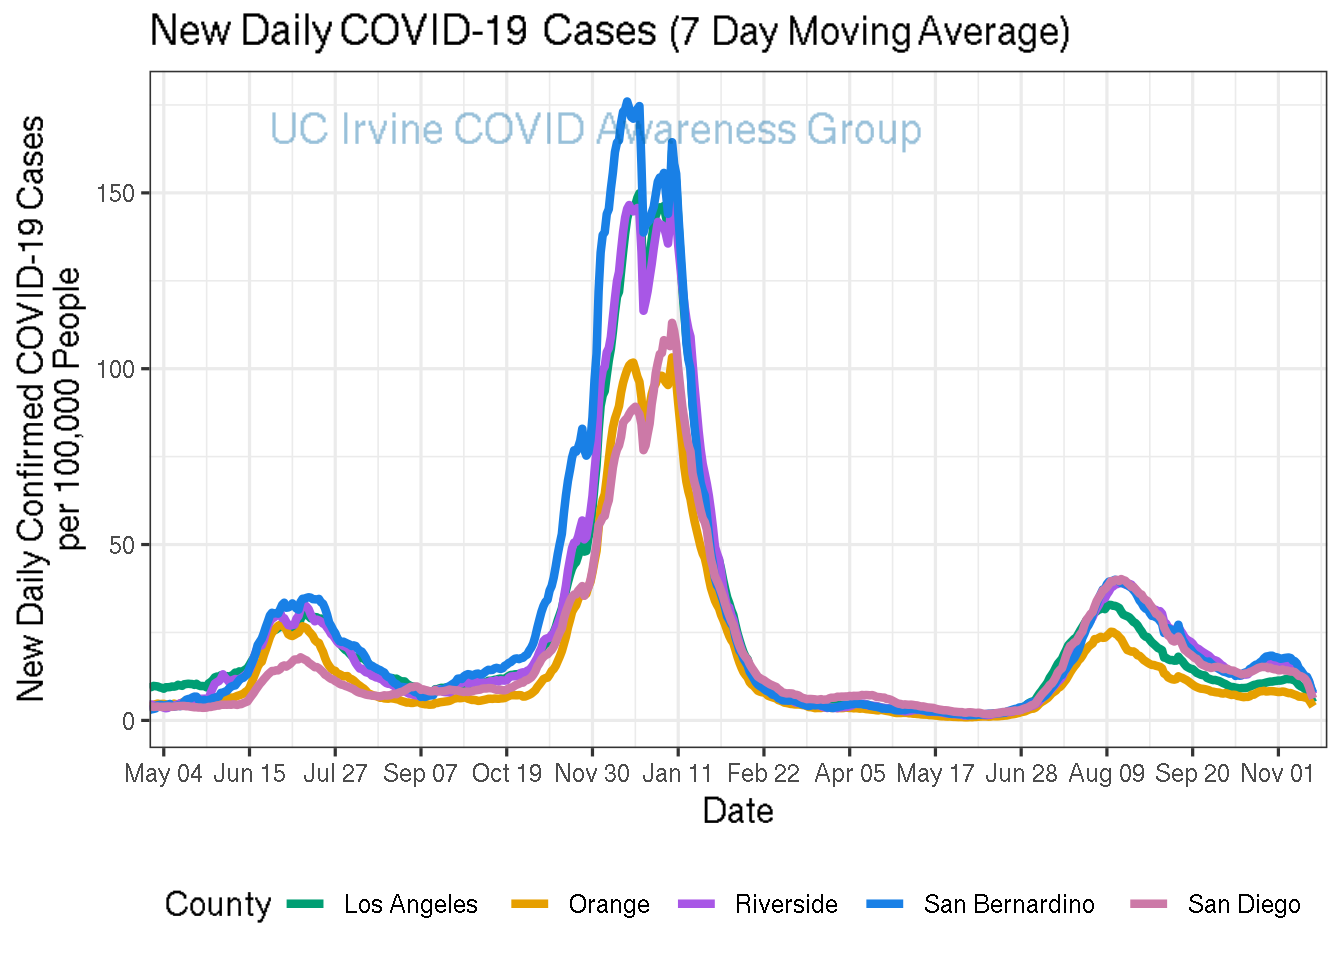 New Daily COVID-19 Cases (7 Day Moving Average)
UC Irvine COVID Awareness Group
New Daily Confirmed COVID-19 Cases
per 100,000 People
150
100
50
0
May 04 Jun 15 Jul 27 Sep 07 Oct 19 Nov 30 Jan 11 Feb 22 Apr 05 May 17 Jun 28 Aug 09 Sep 20 Nov 01
Date
County Los Angeles Orange Riverside San Bernardino San Diego